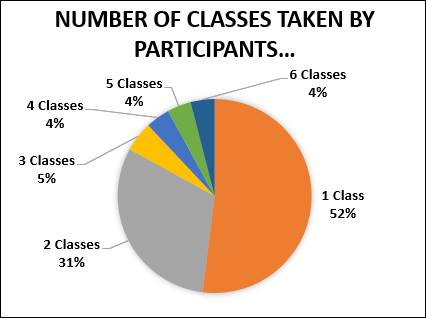 NUMBER OF CLASSES TAKEN BY
PARTICIPANTS...
5 Classes
4%
6 Classes
4%
4 Classes
4%
3 Classes
5%
1 Class
52%
2 Classes
31%